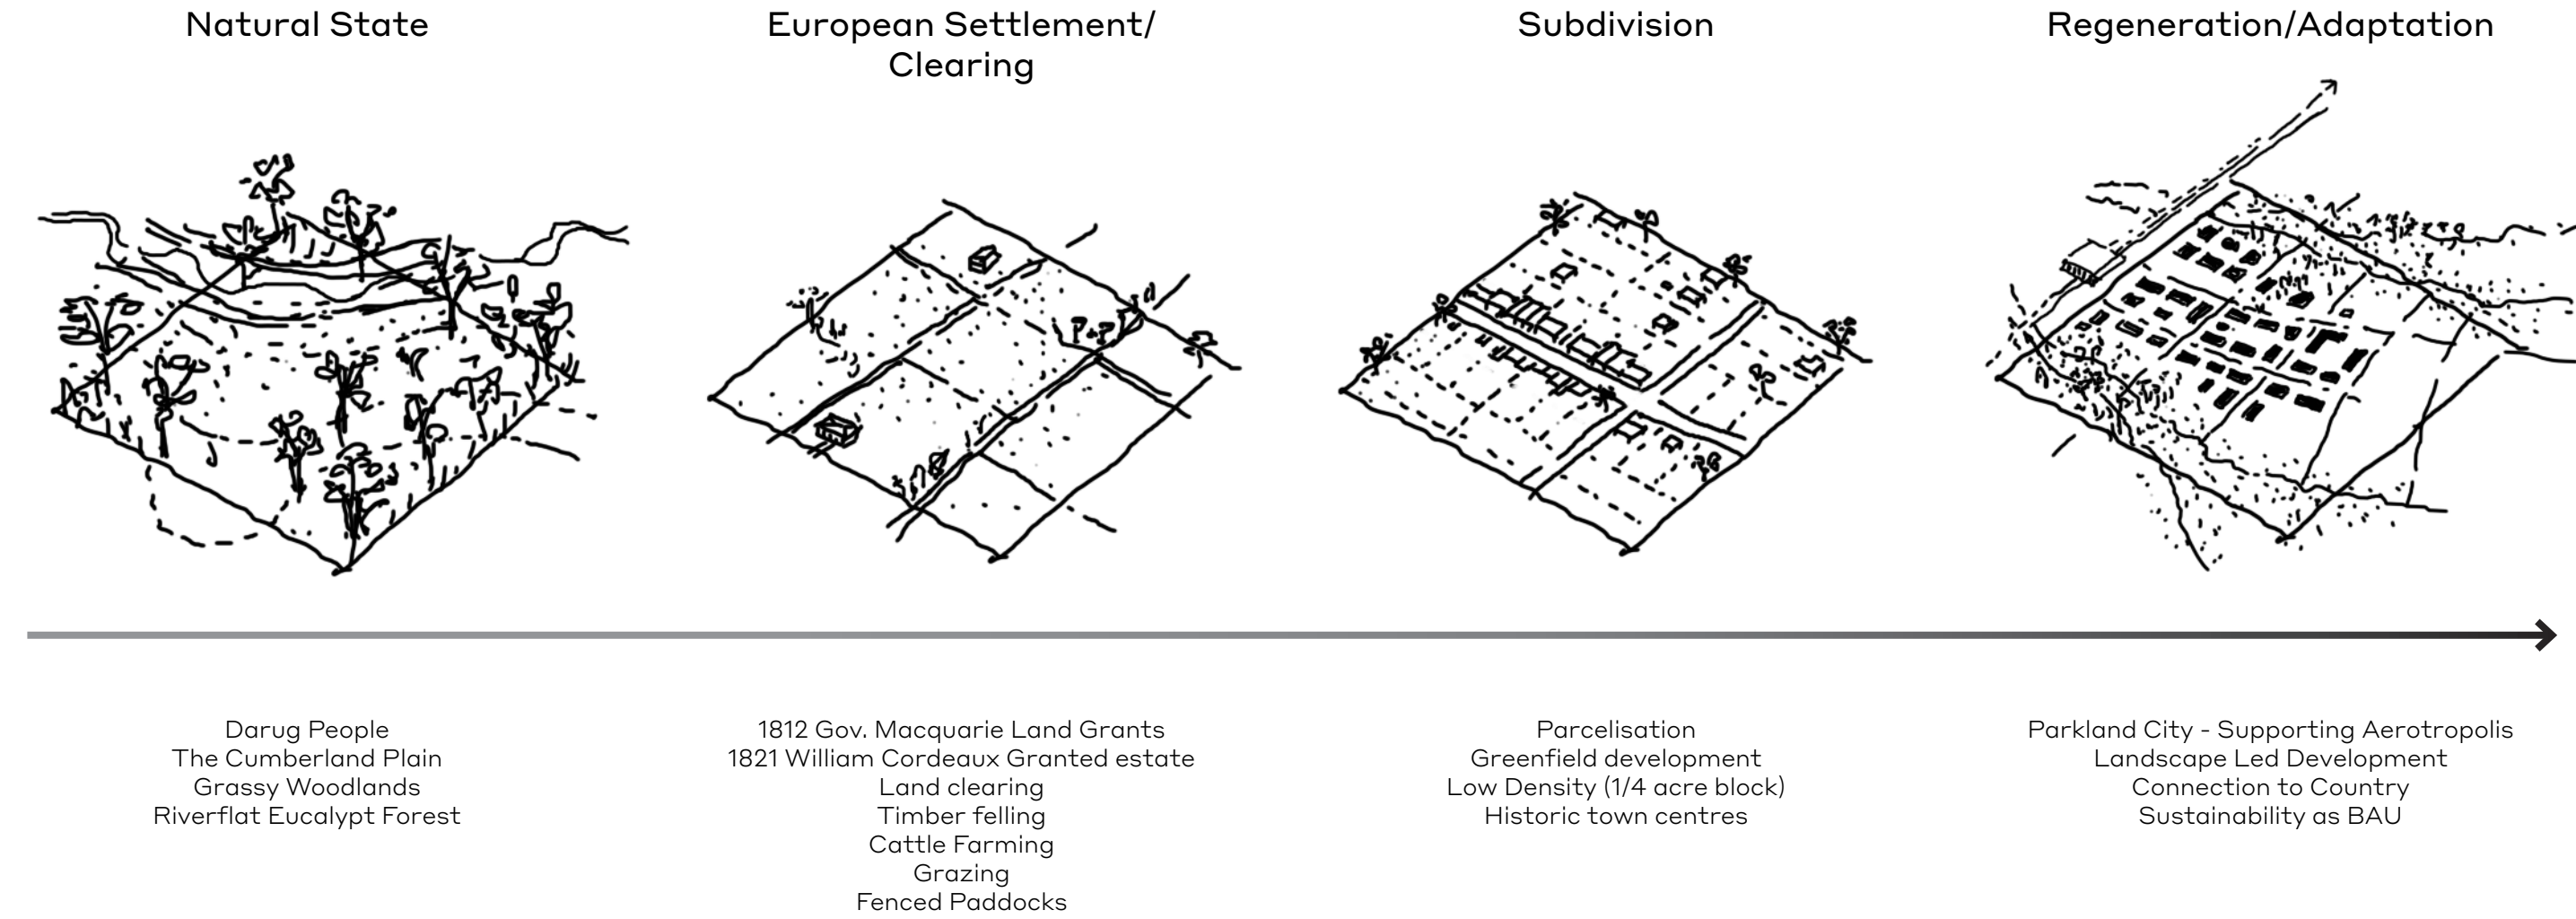 Natural State
European Settlement/
Clearing
Subdivision
Regeneration/Adaptation
Darug People
The Cumberland Plain
Grassy Woodlands
Riverflat Eucalypt Forest
1812 Gov. Macquarie Land Grants
1821 William Cordeaux Granted estate
Land clearing
Timber felling
Cattle Farming
Grazing
Fenced Paddocks
Parcelisation
Greenfield development
Low Density (1/4 acre block)
Historic town centres
Parkland City - Supporting Aerotropolis
Landscape Led Development
Connection to Country
Sustainability as BAU